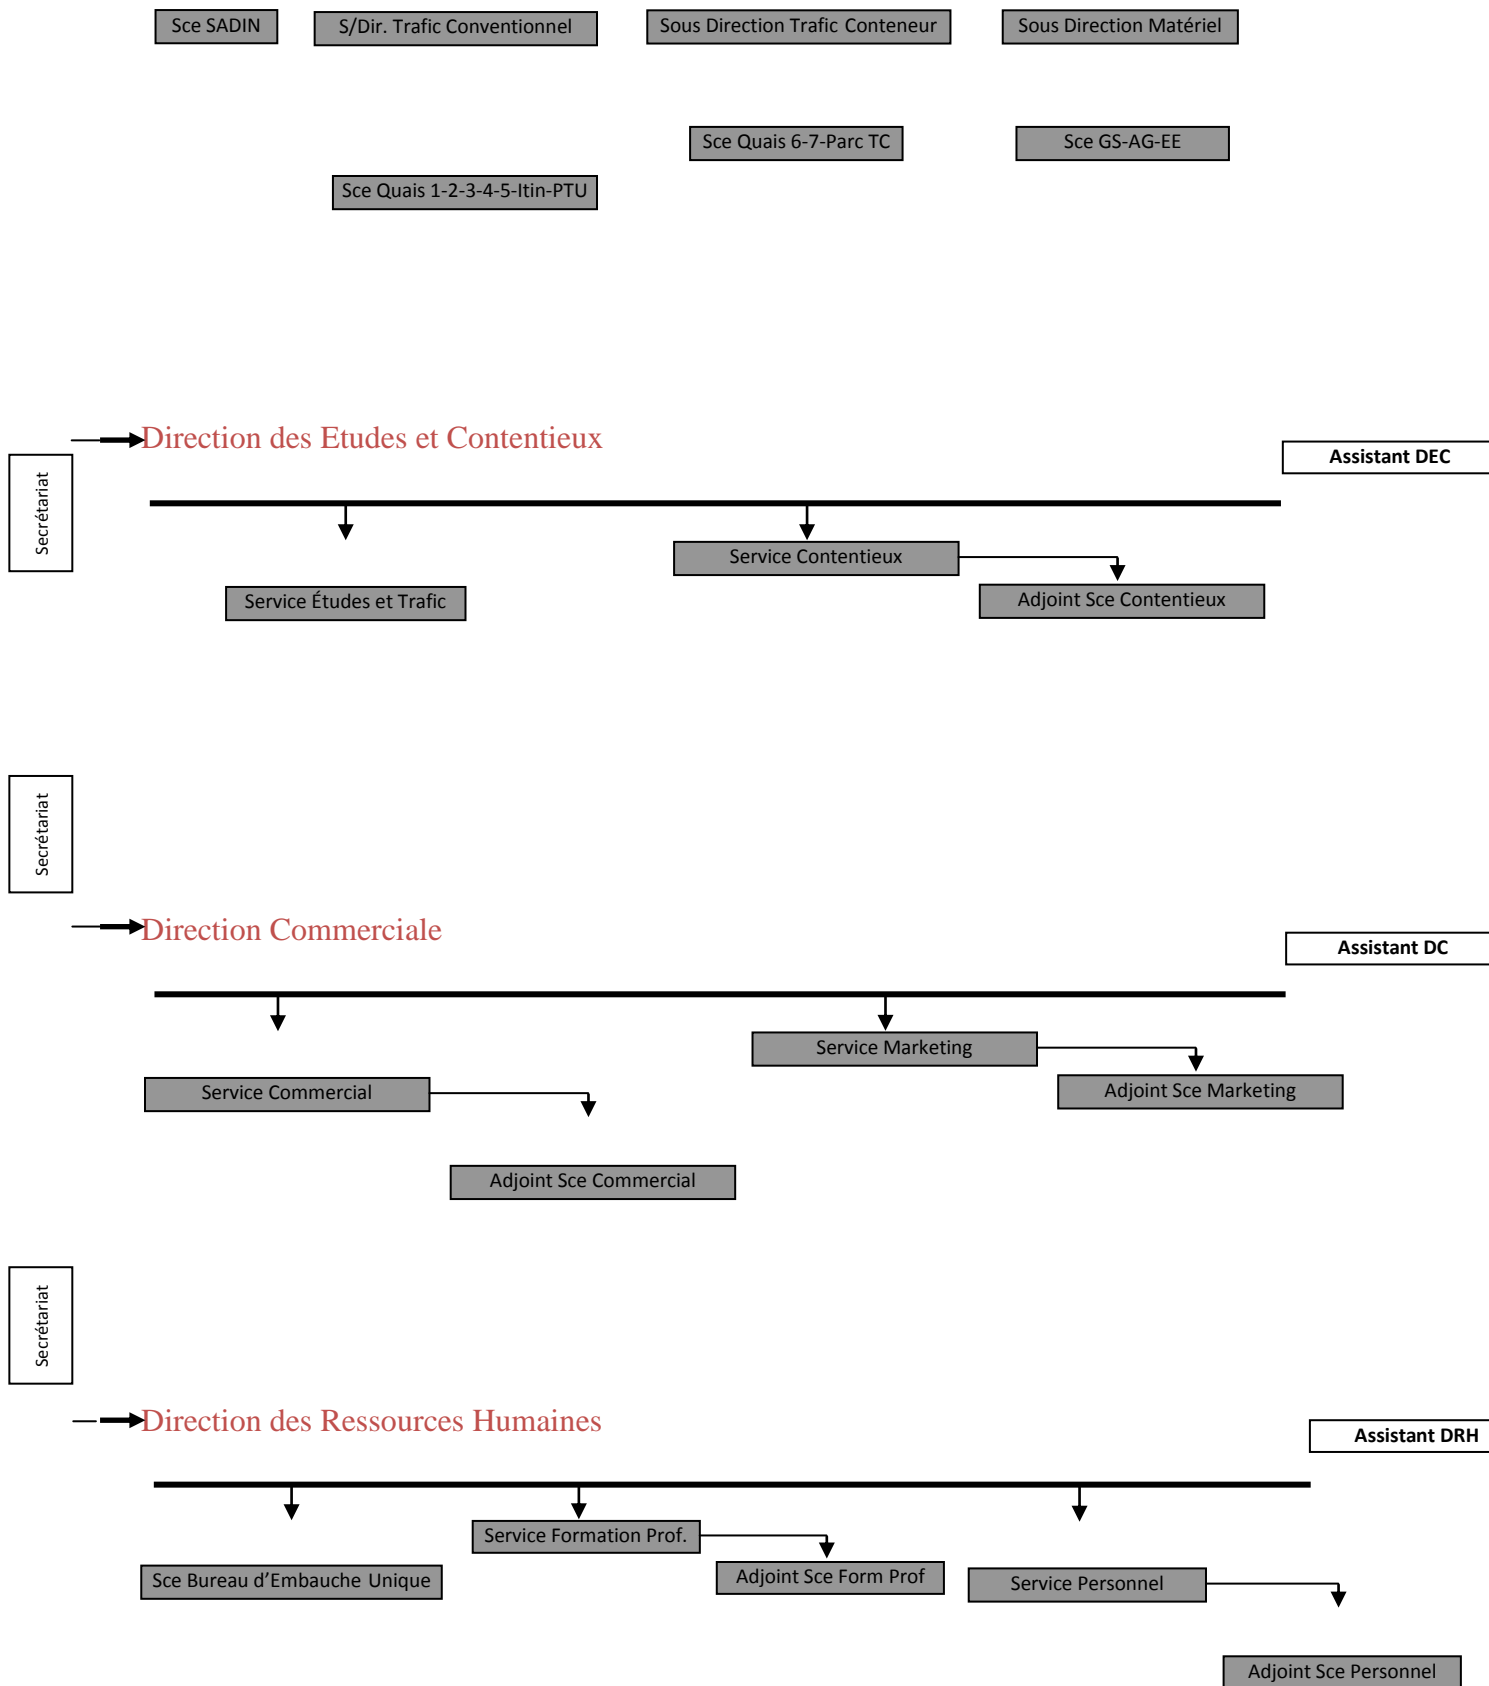 Sce SADIN
S/Dir. Trafic Conventionnel
Sous Direction Trafic Conteneur
Sous Direction Matériel
Sce Quais 6-7-Parc TC
Sce GS-AG-EE
Sce Quais 1-2-3-4-5-Itin-PTU
Direction des Etudes et Contentieux
Assistant DEC
Secrétariat
Service Contentieux
Service Études et Trafic
Adjoint Sce Contentieux
Secrétariat
Direction Commerciale
Assistant DC
Service Marketing
Service Commercial
Adjoint Sce Marketing
Adjoint Sce Commercial
Secrétariat
Direction des Ressources Humaines
Assistant DRH
Service Formation Prof.
Sce Bureau d’Embauche Unique
Adjoint Sce Form Prof
Service Personnel
Adjoint Sce Personnel